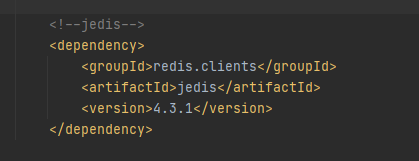 <!--jedis-->
<dependency>
    <groupId>redis.clients</groupId>
    <artifactId>jedis</artifactId>
    <version>4.3.1</version>
</dependency>